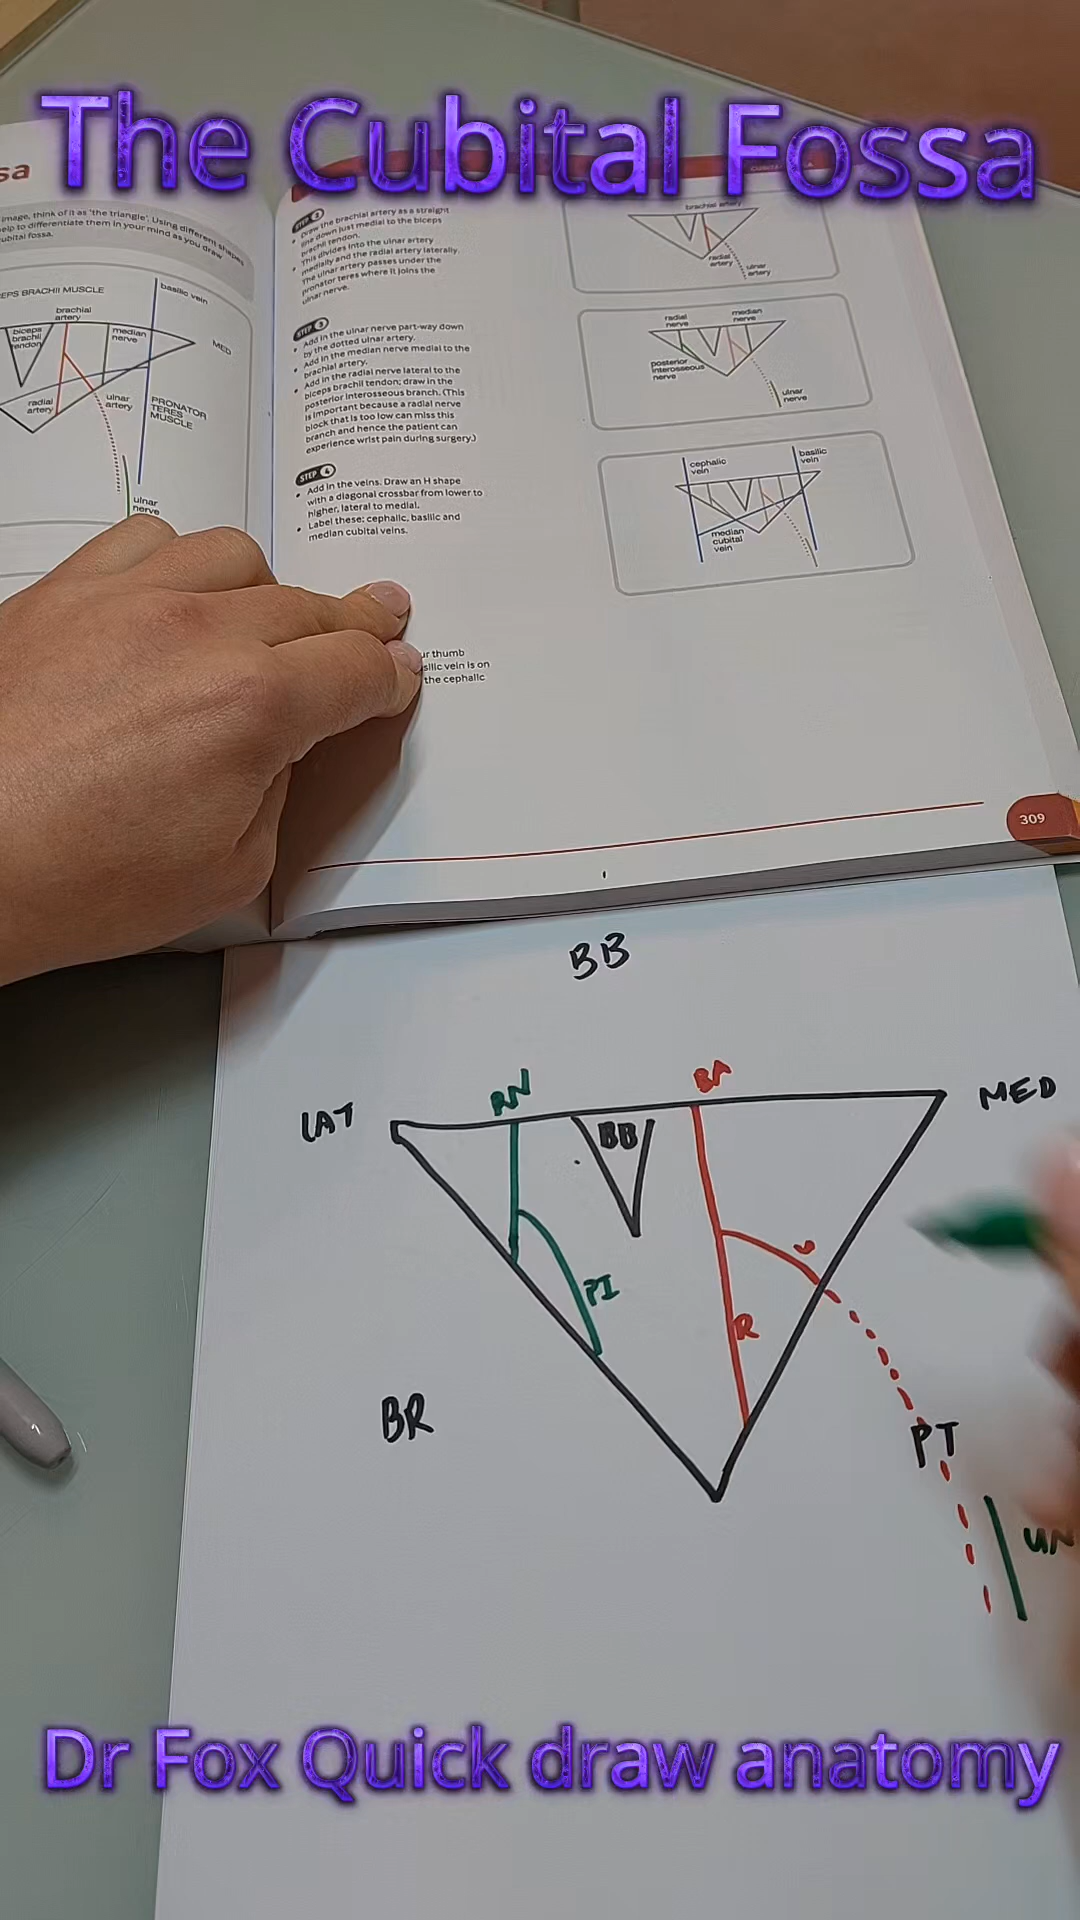 The Cubital Fossa
sa
image, think of it as 'the triangle'. Using different shapes
help to differentiate them in your mind as you draw
cubital fossa.
EPS BRACHII MUSCLE
basilic vein
brachial
artery
biceps
brachii
tendon
median
nerve
MED
radial
artery
ulnar
artery
PRONATOR
TERES
MUSCLE
ulnar
nerve
STEP 2
• Draw the brachial artery as a straight
line down just medial to the biceps
brachii tendon.
• This divides into the ulnar artery
medially and the radial artery laterally.
The ulnar artery passes under the
pronator teres where it joins the
ulnar nerve.
brachial artery
radial
artery
ulnar
artery
STEP 3
• Add in the ulnar nerve part-way down
by the dotted ulnar artery.
• Add in the median nerve medial to the
brachial artery.
• Add in the radial nerve lateral to the
biceps brachii tendon; draw in the
posterior interosseous branch. (This
is important because a radial nerve
block that is too low can miss this
branch and hence the patient can
experience wrist pain during surgery.)
radial
nerve
median
nerve
posterior
interosseous
nerve
ulnar
nerve
STEP 4
• Add in the veins. Draw an H shape
with a diagonal crossbar from lower to
higher, lateral to medial.
• Label these: cephalic, basilic and
median cubital veins.
cephalic
vein
basilic
vein
median
cubital
vein
ur thumb
silic vein is on
the cephalic
309
BB
LAT
RN
BB
BA
MED
PI
U
R
BR
PT
UN
Dr Fox Quick draw anatomy